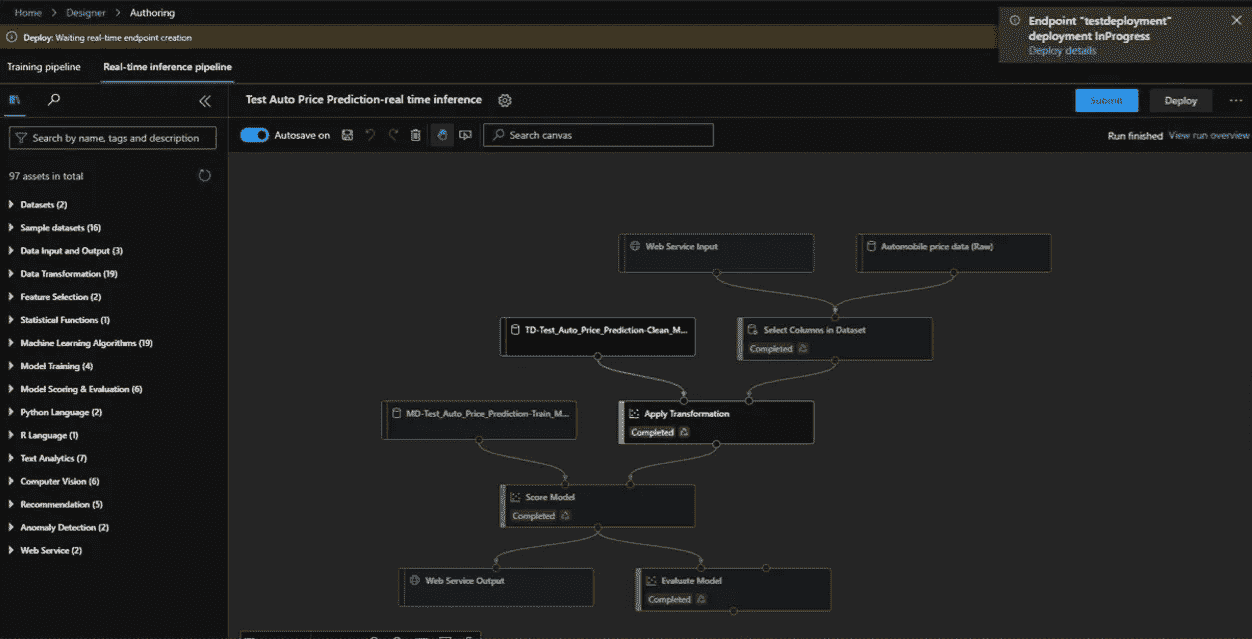 Home > Designer > Authoring
Deploy: Waiting real-time endpoint creation
Endpoint "testdeployment"
deployment InProgress
Deploy details
Training pipeline
Real-time inference pipeline
Test Auto Price Prediction-real time inference
Submit
Deploy
Search by name, tags and description
Autosave on
Search canvas
Run finished View run overview
97 assets in total
Datasets (2)
Sample datasets (16)
Data Input and Output (3)
Data Transformation (19)
Feature Selection (2)
Statistical Functions (1)
Machine Learning Algorithms (19)
Model Training (4)
Model Scoring & Evaluation (6)
Python Language (2)
R Language (1)
Text Analytics (7)
Computer Vision (6)
Recommendation (5)
Anomaly Detection (2)
Web Service (2)
Web Service Input
Automobile price data (Raw)
TD-Test_Auto_Price_Prediction-Clean_M...
Select Columns in Dataset
Completed
MD-Test_Auto_Price_Prediction-Train_M...
Apply Transformation
Completed
Score Model
Completed
Web Service Output
Evaluate Model
Completed